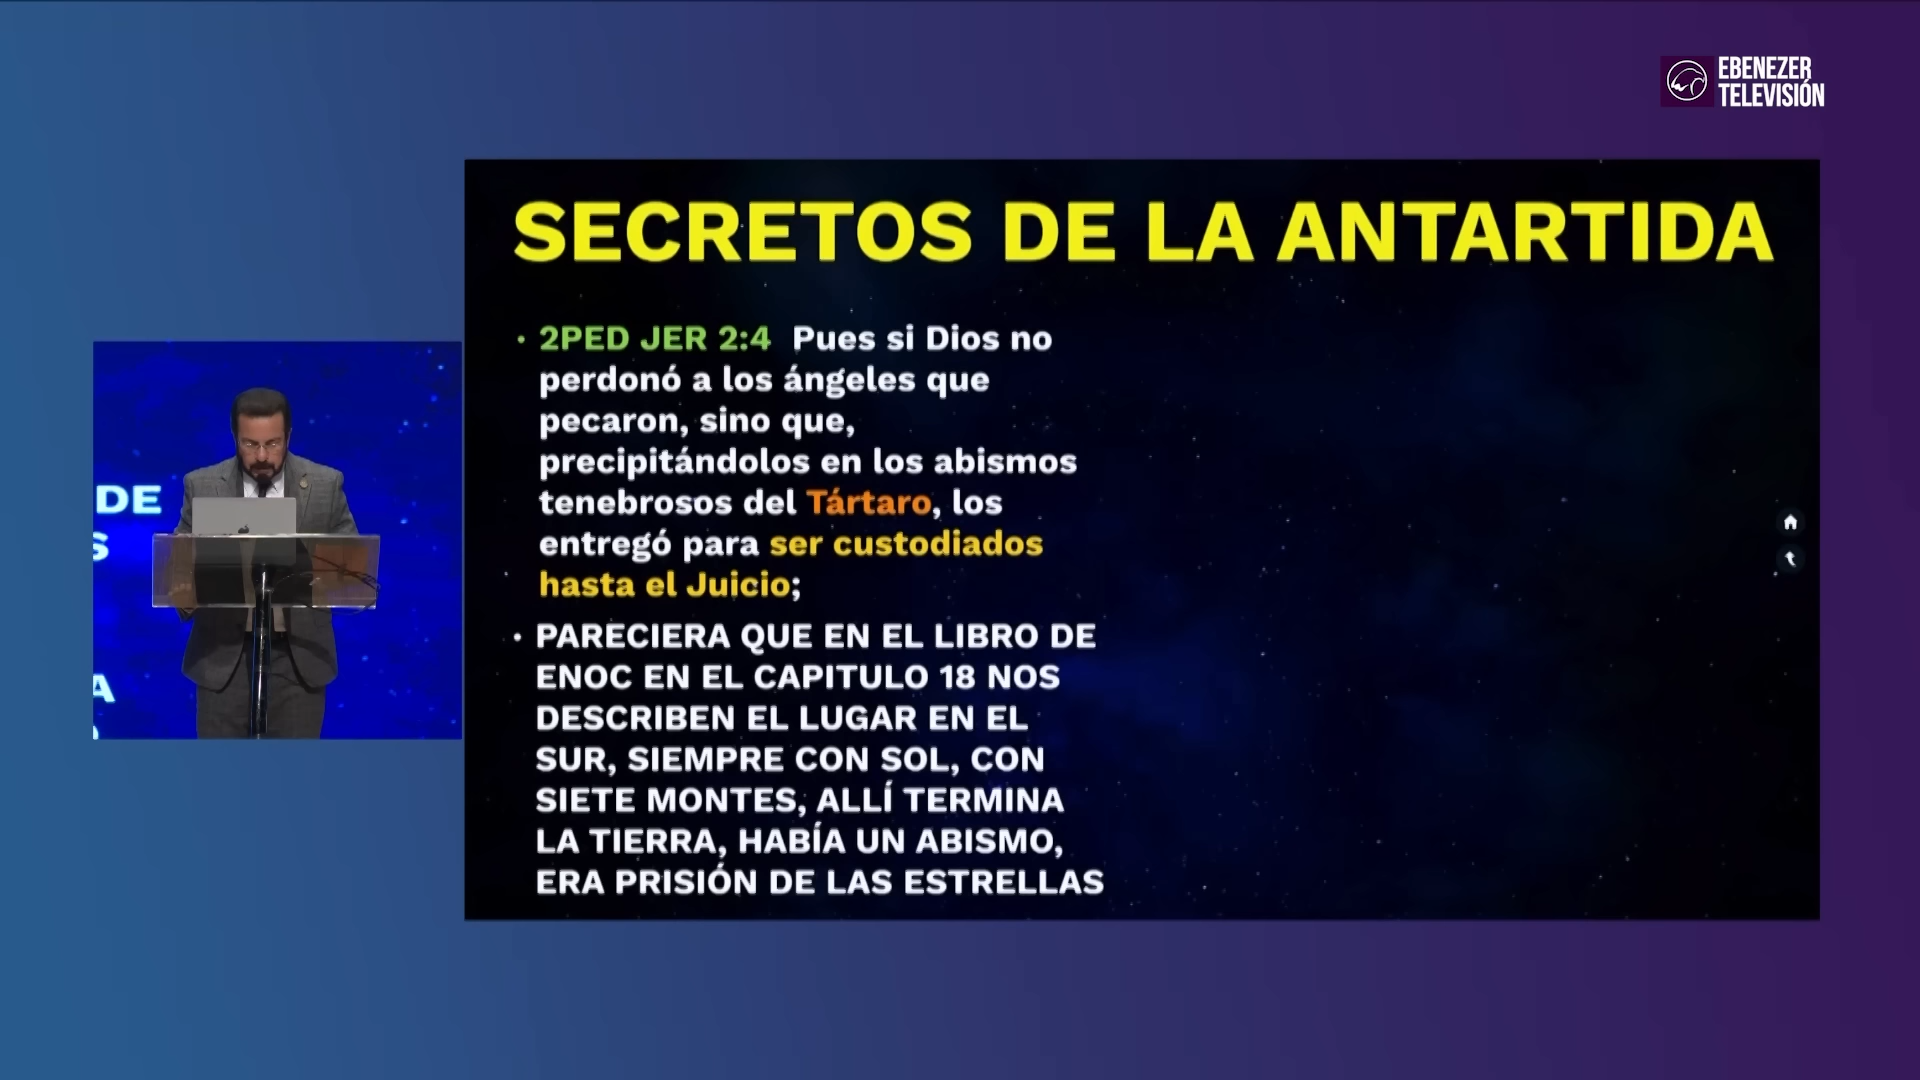 EBENEZER
TELEVISIÓN
SECRETOS DE LA ANTARTIDA
• 2PED JER 2:4 Pues si Dios no
perdonó a los ángeles que
pecaron, sino que,
precipitándolos en los abismos
tenebrosos del Tártaro, los
entregó para ser custodiados
hasta el Juicio;
• PARECIERA QUE EN EL LIBRO DE
ENOC EN EL CAPITULO 18 NOS
DESCRIBEN EL LUGAR EN EL
SUR, SIEMPRE CON SOL, CON
SIETE MONTES, ALLÍ TERMINA
LA TIERRA, HABÍA UN ABISMO,
ERA PRISIÓN DE LAS ESTRELLAS
DE
S
A